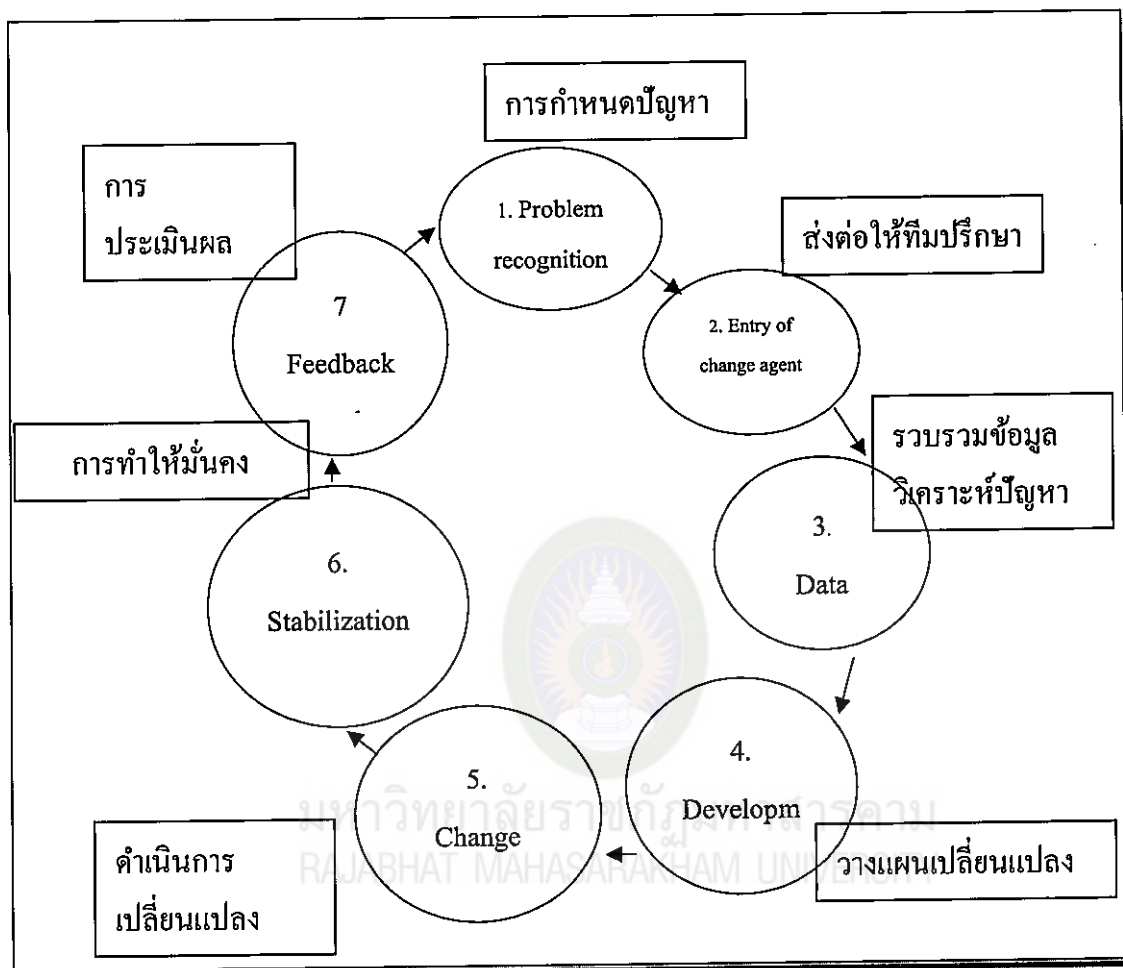 การกำหนดปัญหา
1. Problem
recognition
ส่งต่อให้ทีมปรึกษา
2. Entry of
change agent
รวบรวมข้อมูล
วิเคราะห์ปัญหา
3.
Data
4.
Developm
วางแผนเปลี่ยนแปลง
5.
Change
ดำเนินการ
เปลี่ยนแปลง
6.
Stabilization
การทำให้มั่นคง
7
Feedback
การ
ประเมินผล
มหาวิทยาลัยราชภัฏมหาสารคาม
RAJABHAT MAHASARAKHAM UNIVERSITY